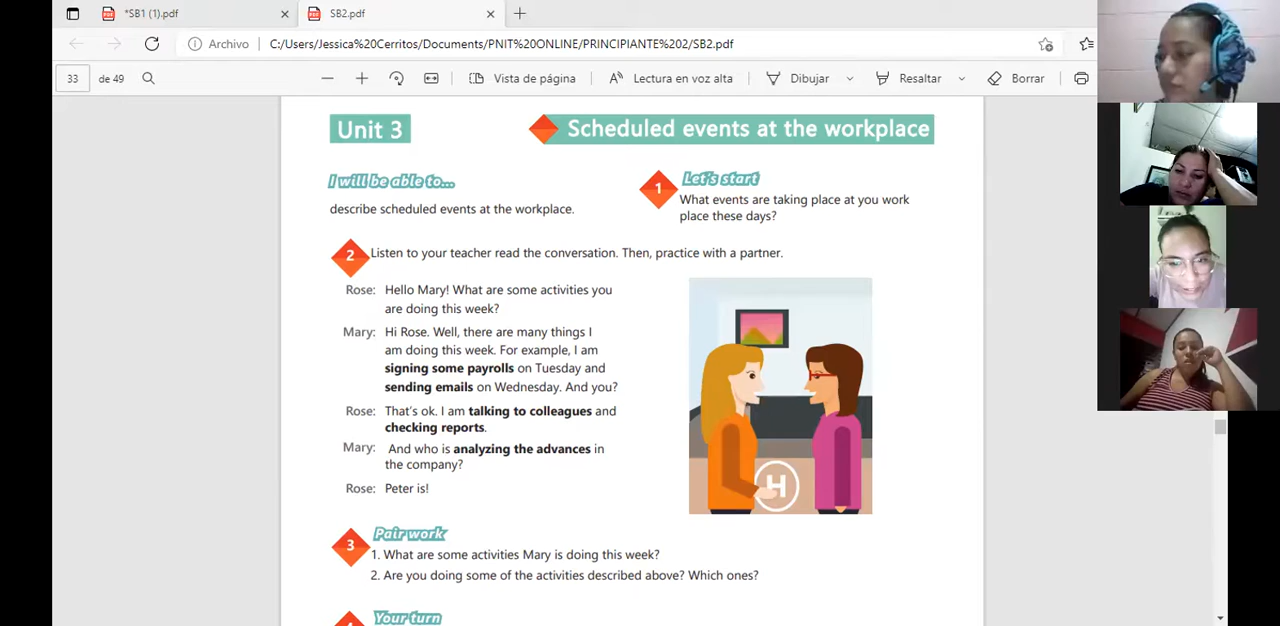 *SB1 (1).pdf
SB2.pdf
Archivo
C:/Users/Jessica%20Cerritos/Documents/PNIT%20ONLINE/PRINCIPIANTE%202/SB2.pdf
33 de 49
Vista de página
Lectura en voz alta
Dibujar
Resaltar
Borrar
Unit 3
Scheduled events at the workplace
I will be able to...
describe scheduled events at the workplace.
1
Let's start
What events are taking place at you work
place these days?
2
Listen to your teacher read the conversation. Then, practice with a partner.
Rose: Hello Mary! What are some activities you
are doing this week?
Mary: Hi Rose. Well, there are many things I
am doing this week. For example, I am
signing some payrolls on Tuesday and
sending emails on Wednesday. And you?
Rose: That's ok. I am talking to colleagues and
checking reports.
Mary: And who is analyzing the advances in
the company?
Rose: Peter is!
H
3
Pair work
1. What are some activities Mary is doing this week?
2. Are you doing some of the activities described above? Which ones?
Your turn